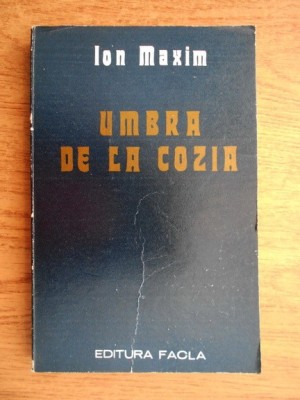 Ion Maxim
UMBRA
DE LA COZIA
EDITURA FACLA